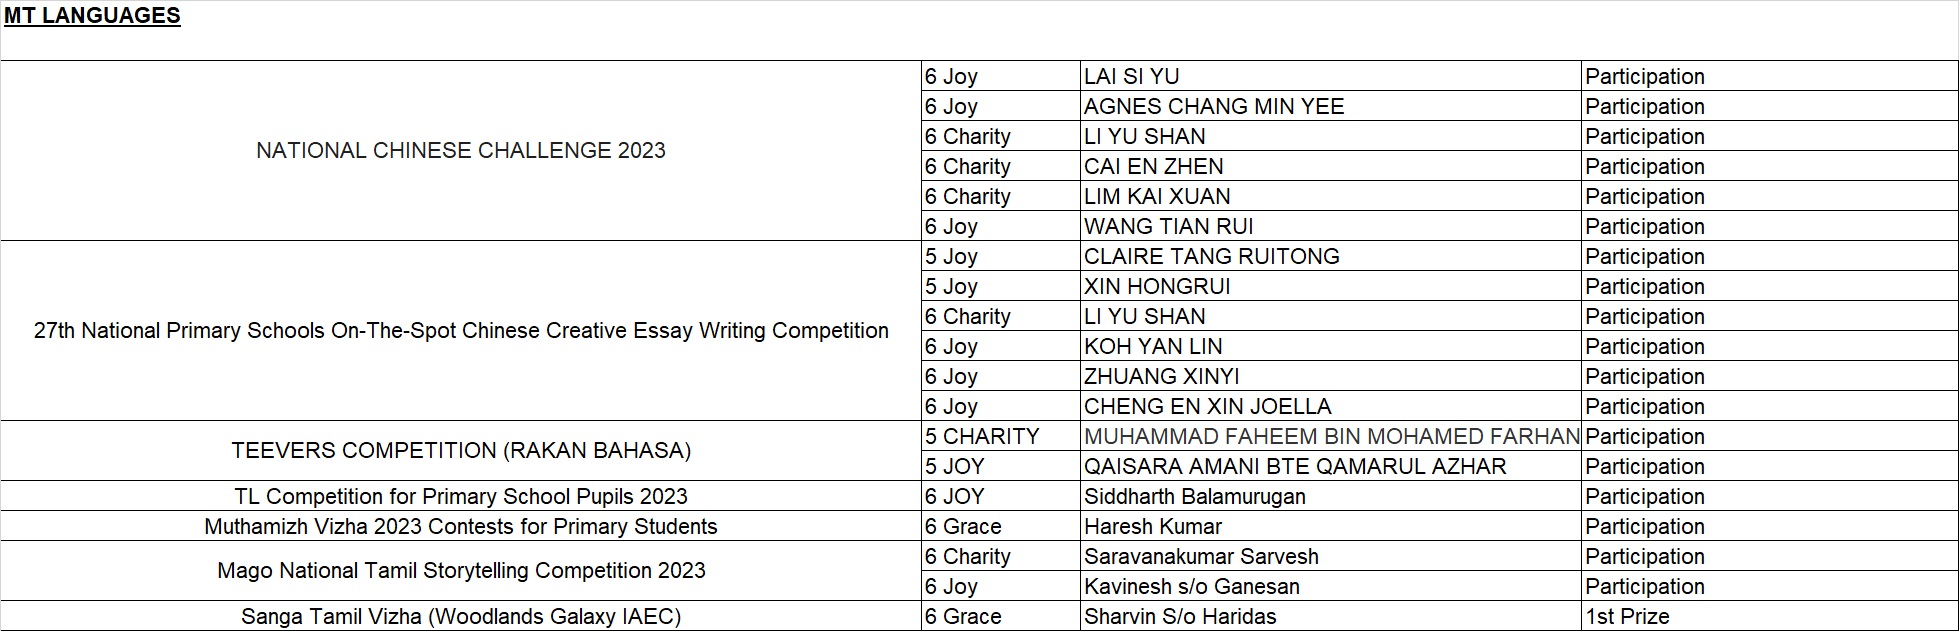 MT LANGUAGES
NATIONAL CHINESE CHALLENGE 2023
6 Joy LAI SI YU Participation
6 Joy AGNES CHANG MIN YEE Participation
6 Charity LI YU SHAN Participation
6 Charity CAI EN ZHEN Participation
6 Charity LIM KAI XUAN Participation
6 Joy WANG TIAN RUI Participation
27th National Primary Schools On-The-Spot Chinese Creative Essay Writing Competition
5 Joy CLAIRE TANG RUITONG Participation
5 Joy XIN HONGRUI Participation
6 Charity LI YU SHAN Participation
6 Joy KOH YAN LIN Participation
6 Joy ZHUANG XINYI Participation
6 Joy CHENG EN XIN JOELLA Participation
TEEVERS COMPETITION (RAKAN BAHASA)
5 CHARITY MUHAMMAD FAHEEM BIN MOHAMED FARHAN Participation
5 JOY QAISARA AMANI BTE QAMARUL AZHAR Participation
TL Competition for Primary School Pupils 2023 6 JOY Siddharth Balamurugan Participation
Muthamizh Vizha 2023 Contests for Primary Students 6 Grace Haresh Kumar Participation
Mago National Tamil Storytelling Competition 2023
6 Charity Saravanakumar Sarvesh Participation
6 Joy Kavinesh s/o Ganesan Participation
Sanga Tamil Vizha (Woodlands Galaxy IAEC) 6 Grace Sharvin S/o Haridas 1st Prize